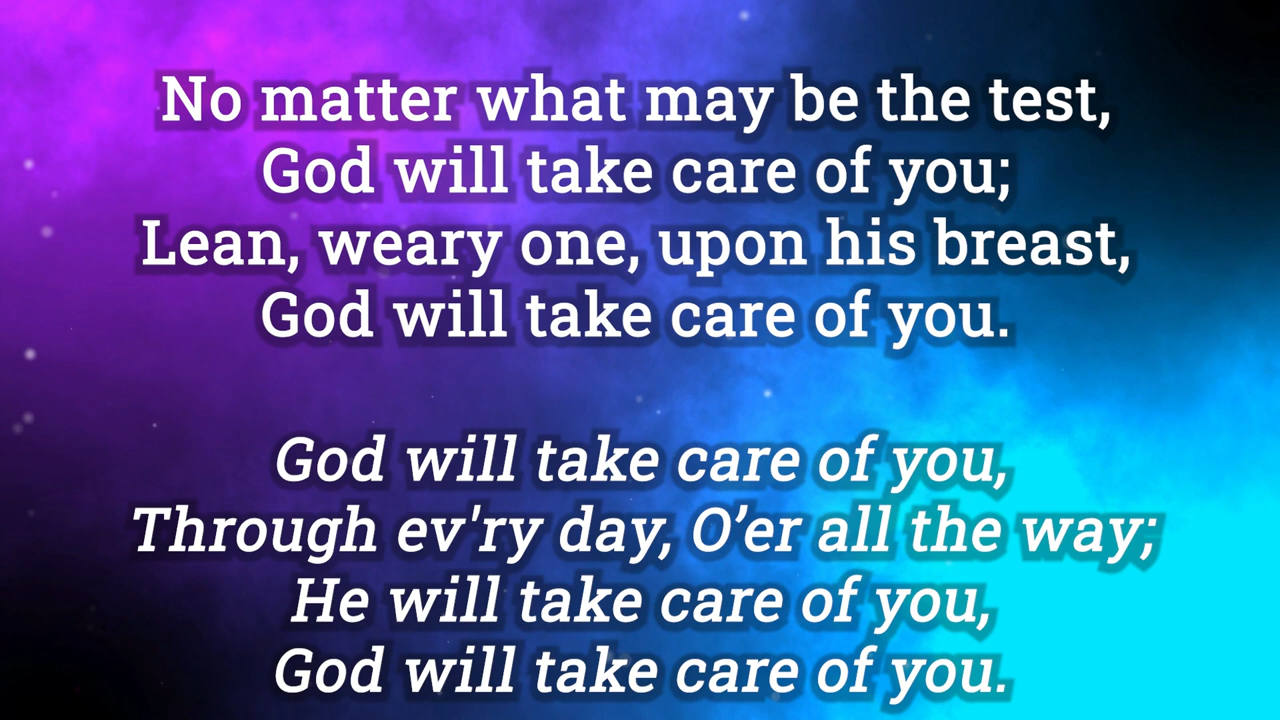 No matter what may be the test,
God will take care of you;
Lean, weary one, upon his breast,
God will take care of you.
God will take care of you,
Through ev'ry day, O’er all the way;
He will take care of you,
God will take care of you.